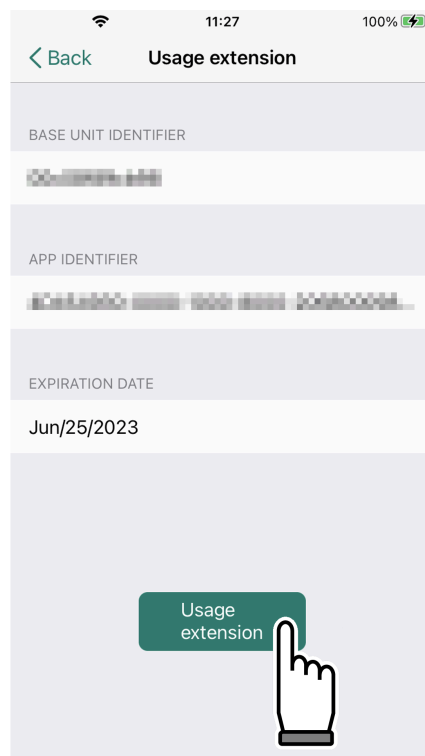 11:27
100%
Back
Usage extension
BASE UNIT IDENTIFIER
APP IDENTIFIER
EXPIRATION DATE
Jun/25/2023
Usage
extension